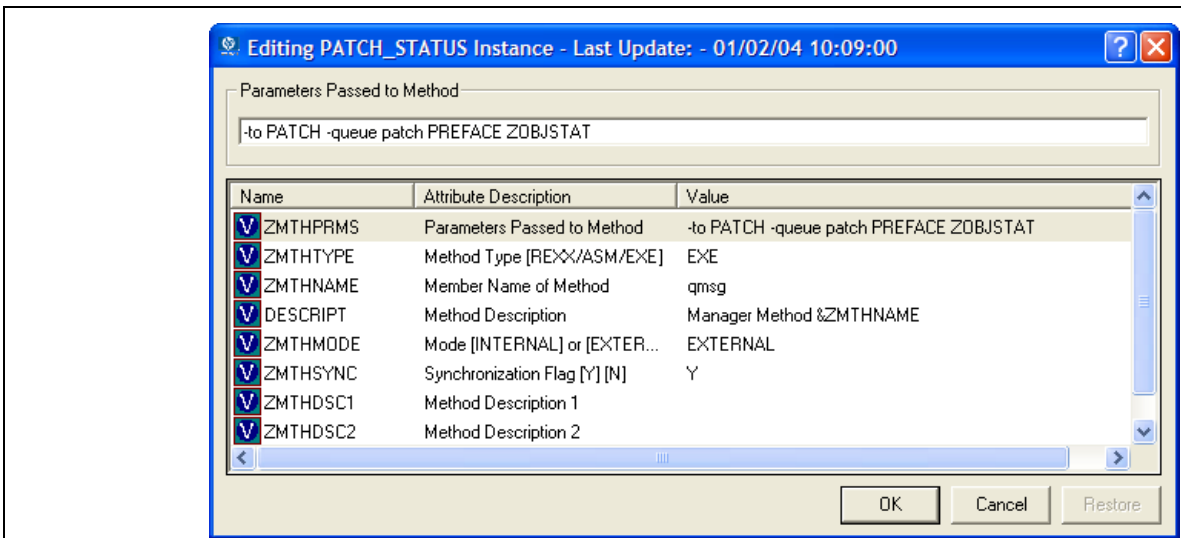 Editing PATCH_STATUS Instance - Last Update: - 01/02/04 10:09:00
Parameters Passed to Method
-to PATCH -queue patch PREFACE ZOBJSTAT
Name Attribute Description Value
V ZMTHPRMS Parameters Passed to Method -to PATCH -queue patch PREFACE ZOBJSTAT
V ZMTHTYPE Method Type [REXX/ASM/EXE] EXE
V ZMTHNAME Member Name of Method qmsg
V DESCRIPT Method Description Manager Method &ZMTHNAME
V ZMTHMODE Mode [INTERNAL] or [EXTER... EXTERNAL
V ZMTHSYNC Synchronization Flag [Y] [N] Y
V ZMTHDSC1 Method Description 1
V ZMTHDSC2 Method Description 2
OK Cancel Restore